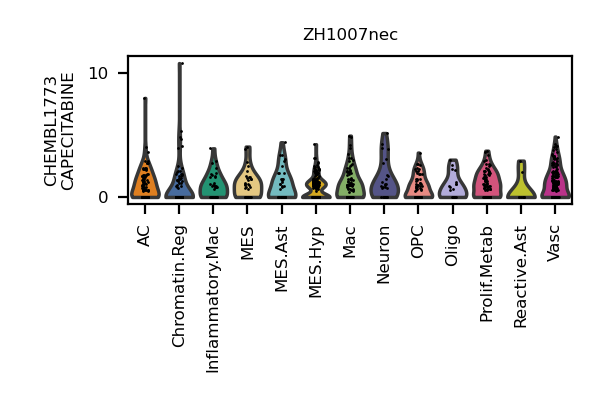 ZH1007nec
CHEMBL1773
CAPECITABINE
10
0
AC
Chromatin.Reg
Inflammatory.Mac
MES
MES.Ast
MES.Hyp
Mac
Neuron
OPC
Oligo
Prolif.Metab
Reactive.Ast
Vasc